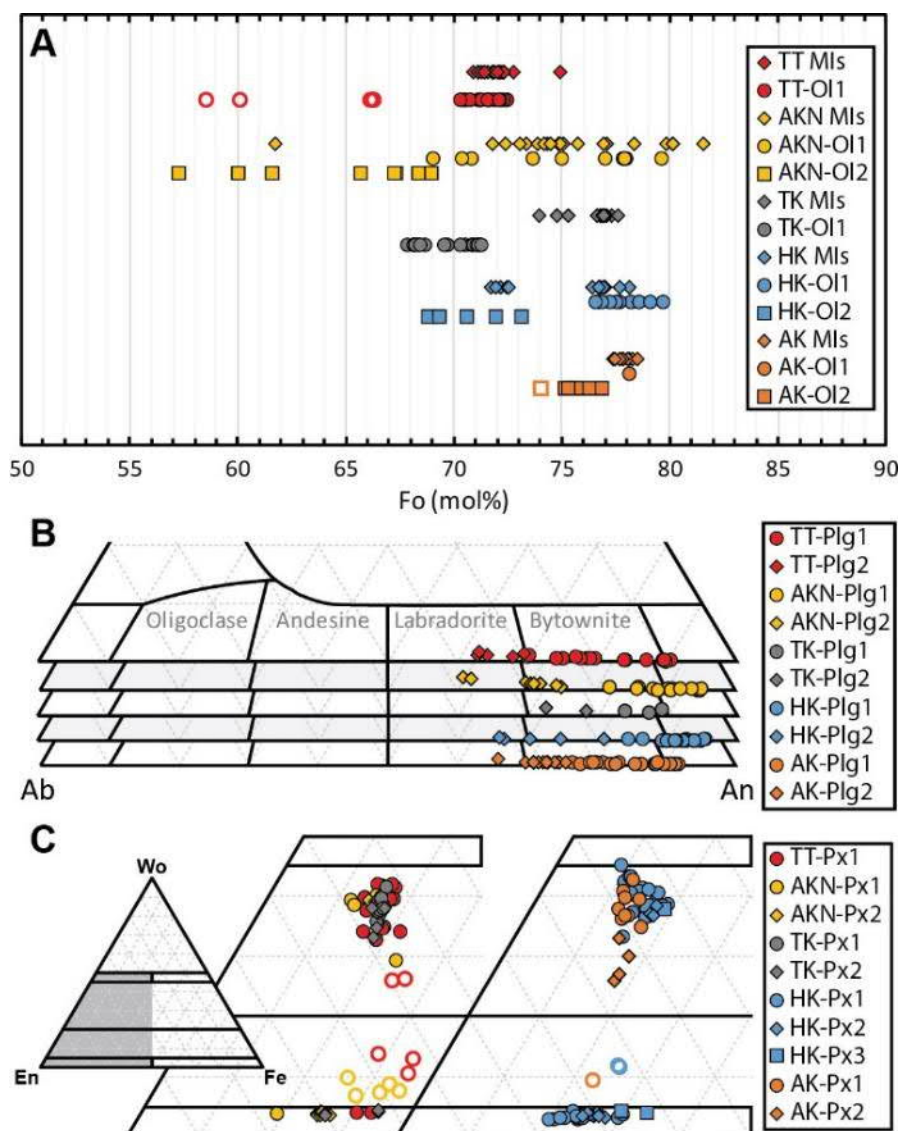 A
TT MIs
TT-Ol1
AKN MIs
AKN-Ol1
AKN-Ol2
TK MIs
TK-Ol1
HK MIs
HK-Ol1
HK-Ol2
AK MIs
AK-Ol1
AK-Ol2
50 55 60 65 70 75 80 85 90
Fo (mol%)
B
Oligoclase Andesine Labradorite Bytownite
Ab An
TT-Plg1
TT-Plg2
AKN-Plg1
AKN-Plg2
TK-Plg1
TK-Plg2
HK-Plg1
HK-Plg2
AK-Plg1
AK-Plg2
C
Wo
En Fe
TT-Px1
AKN-Px1
AKN-Px2
TK-Px1
TK-Px2
HK-Px1
HK-Px2
HK-Px3
AK-Px1
AK-Px2